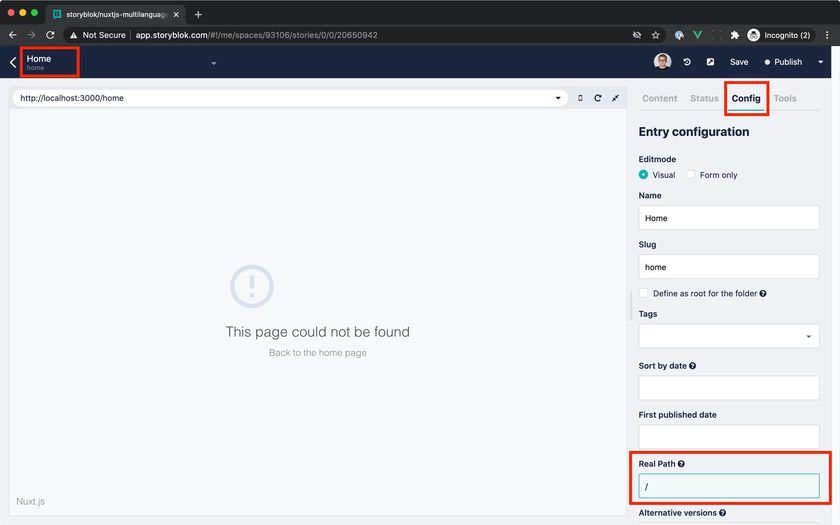 storyblok/nuxtjs-multilanguage
Not Secure | app.storyblok.com/#!/me/spaces/93106/stories/0/0/20650942
Incognito (2)
Home
home
Save
Publish
http://localhost:3000/home
Content Status Config Tools
Entry configuration
Editmode
Visual Form only
Name
Home
Slug
home
Define as root for the folder
Tags
Sort by date
First published date
Real Path
/
Alternative versions
This page could not be found
Back to the home page
Nuxt.js